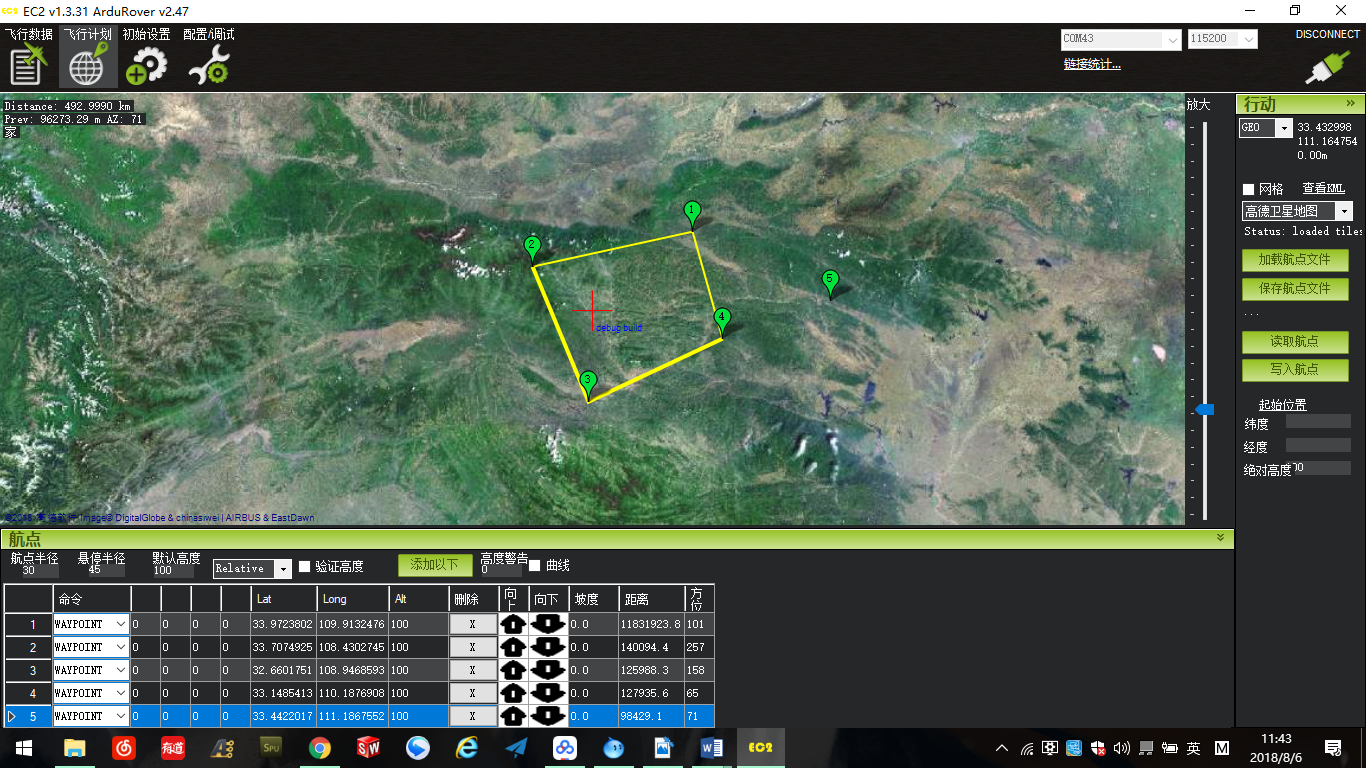 EC2 v1.3.31 ArduRover v2.47
飞行数据 飞行计划 初始设置 配置/调试
COM43 115200 DISCONNECT
链接统计...
Distance: 492.9990 km
Prev: 96273.29 m AZ: 71
家
放大
行动
GEO 33.432998
111.164754
0.00m
网格 查看KML
高德卫星地图
Status: loaded tiles
加载航点文件
保存航点文件
...
读取航点
写入航点
起始位置
纬度
经度
绝对高度
1
2
5
4
debug build
3
Image© DigitalGlobe & chinasiwei | AIRBUS & EastDawn
航点
航点半径 悬停半径 默认高度 高度警告
30 45 100 Relative 验证高度 添加以下 0 曲线
命令 Lat Long Alt 删除 向上 向下 坡度 距离 方位
1 WAYPOINT 0 0 0 0 33.9723802 109.9132476 100 X 0.0 11831923.8 101
2 WAYPOINT 0 0 0 0 33.7074925 108.4302745 100 X 0.0 140094.4 257
3 WAYPOINT 0 0 0 0 32.6601751 108.9468593 100 X 0.0 125988.3 158
4 WAYPOINT 0 0 0 0 33.1485413 110.1876908 100 X 0.0 127935.6 65
5 WAYPOINT 0 0 0 0 33.4422017 111.1867552 100 X 0.0 98429.1 71
有道 SPU SW EC2 英 M 11:43
2018/8/6